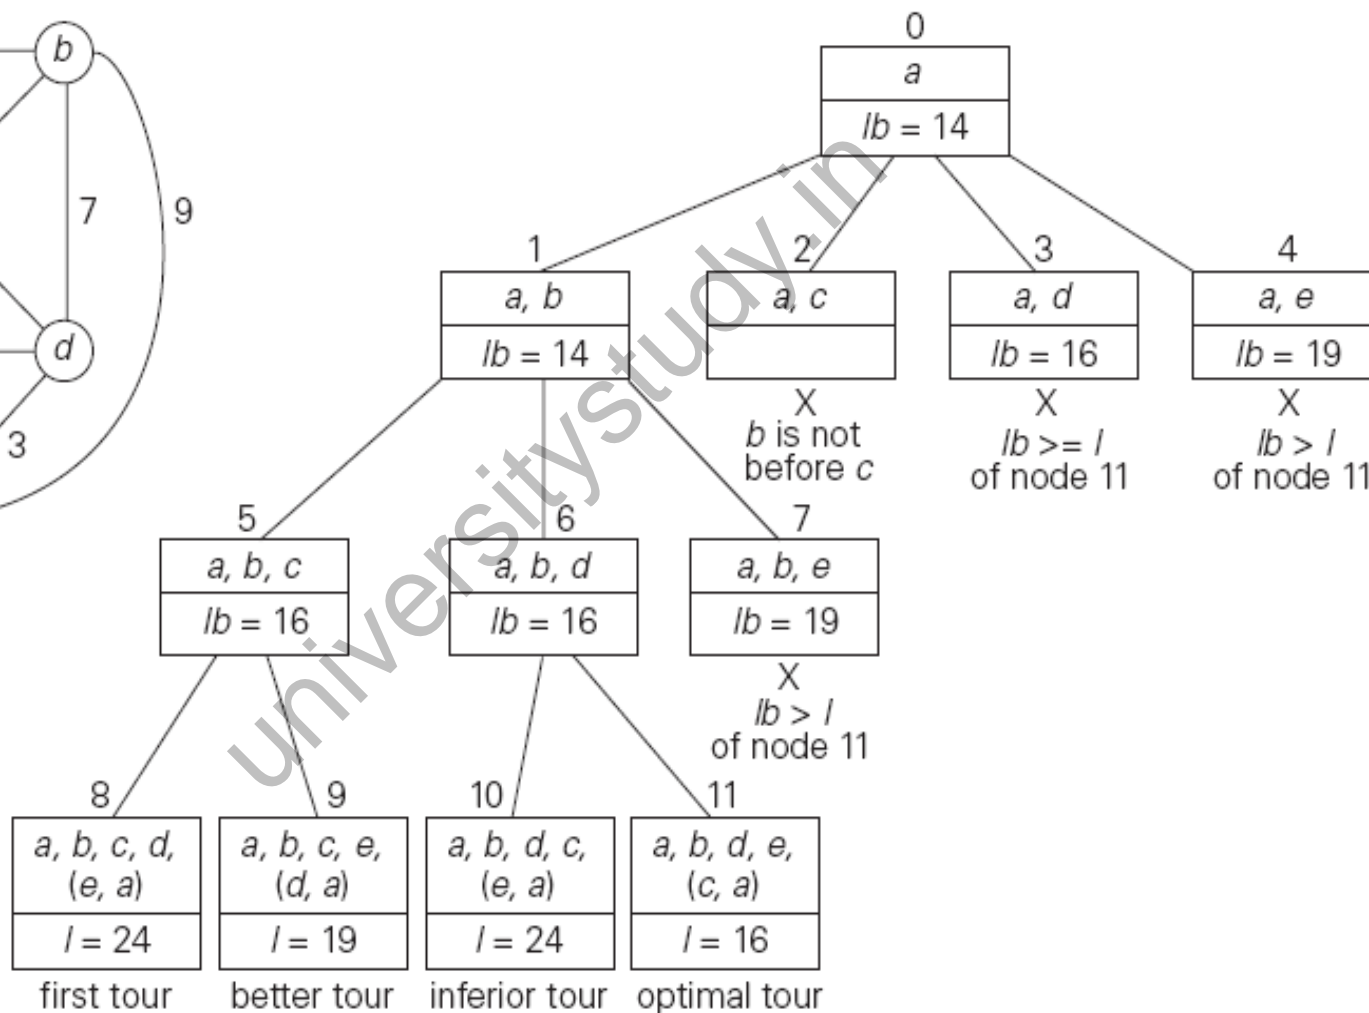 b
7
9
d
3
0
a
lb = 14
1
a, b
lb = 14
2
a, c
X
b is not
before c
3
a, d
lb = 16
X
lb >= l
of node 11
4
a, e
lb = 19
X
lb > l
of node 11
5
a, b, c
lb = 16
6
a, b, d
lb = 16
7
a, b, e
lb = 19
X
lb > l
of node 11
8
a, b, c, d,
(e, a)
l = 24
first tour
9
a, b, c, e,
(d, a)
l = 19
better tour
10
a, b, d, c,
(e, a)
l = 24
inferior tour
11
a, b, d, e,
(c, a)
l = 16
optimal tour
universitystudy.in